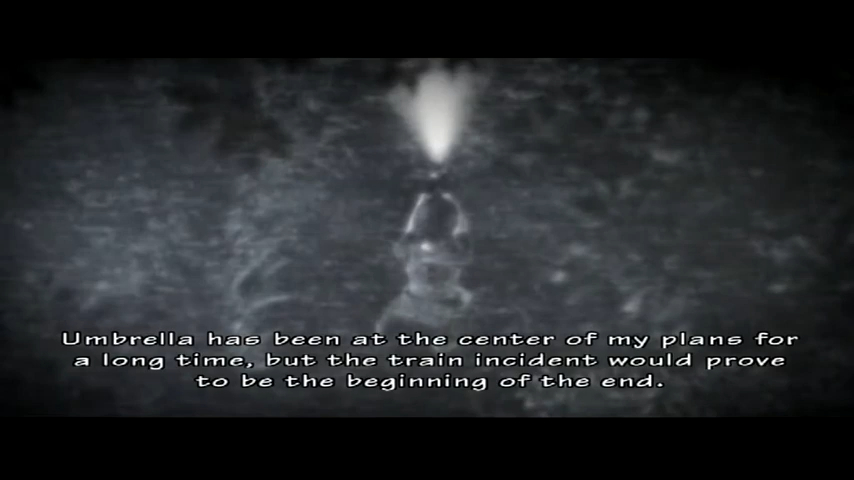 Umbrella has been at the center of my plans for
a long time, but the train incident would prove
to be the beginning of the end.